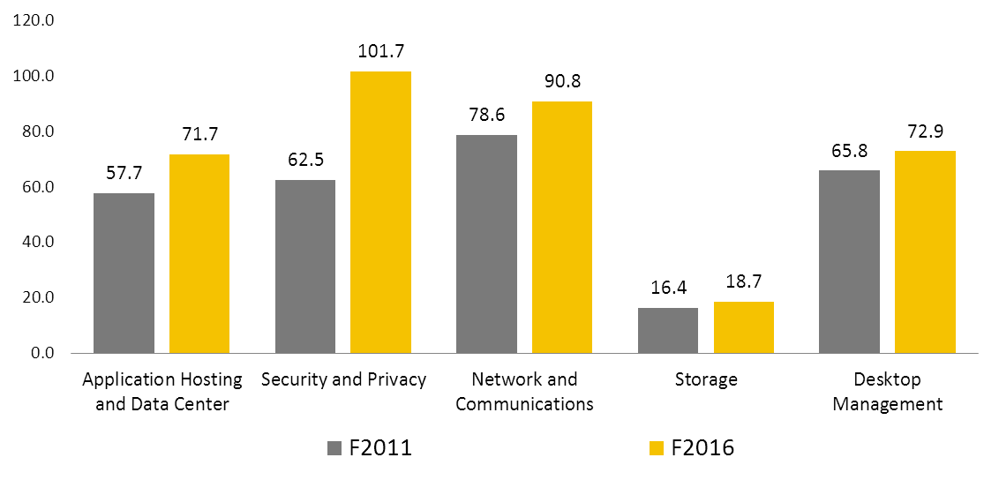 120.0
100.0
80.0
60.0
40.0
20.0
0.0
57.7
71.7
62.5
101.7
78.6
90.8
16.4
18.7
65.8
72.9
Application Hosting
and Data Center
Security and Privacy
Network and
Communications
Storage
Desktop
Management
F2011
F2016